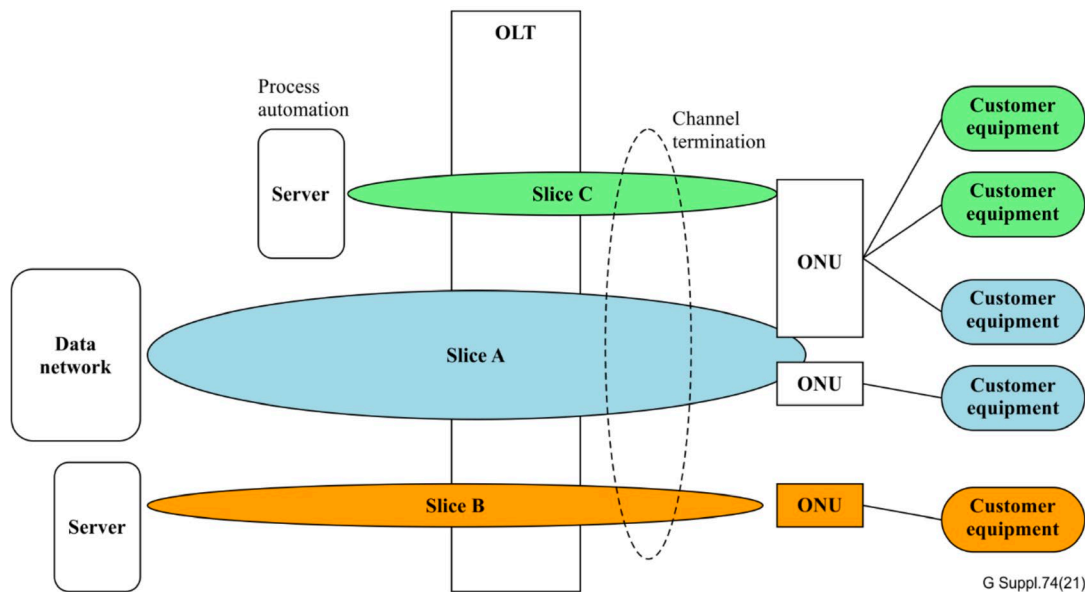 OLT
Process
automation
Channel
termination
Customer
equipment
Server
Slice C
Customer
equipment
ONU
Customer
equipment
Data
network
Slice A
ONU
Customer
equipment
Server
Slice B
ONU
Customer
equipment
G Suppl.74(21)